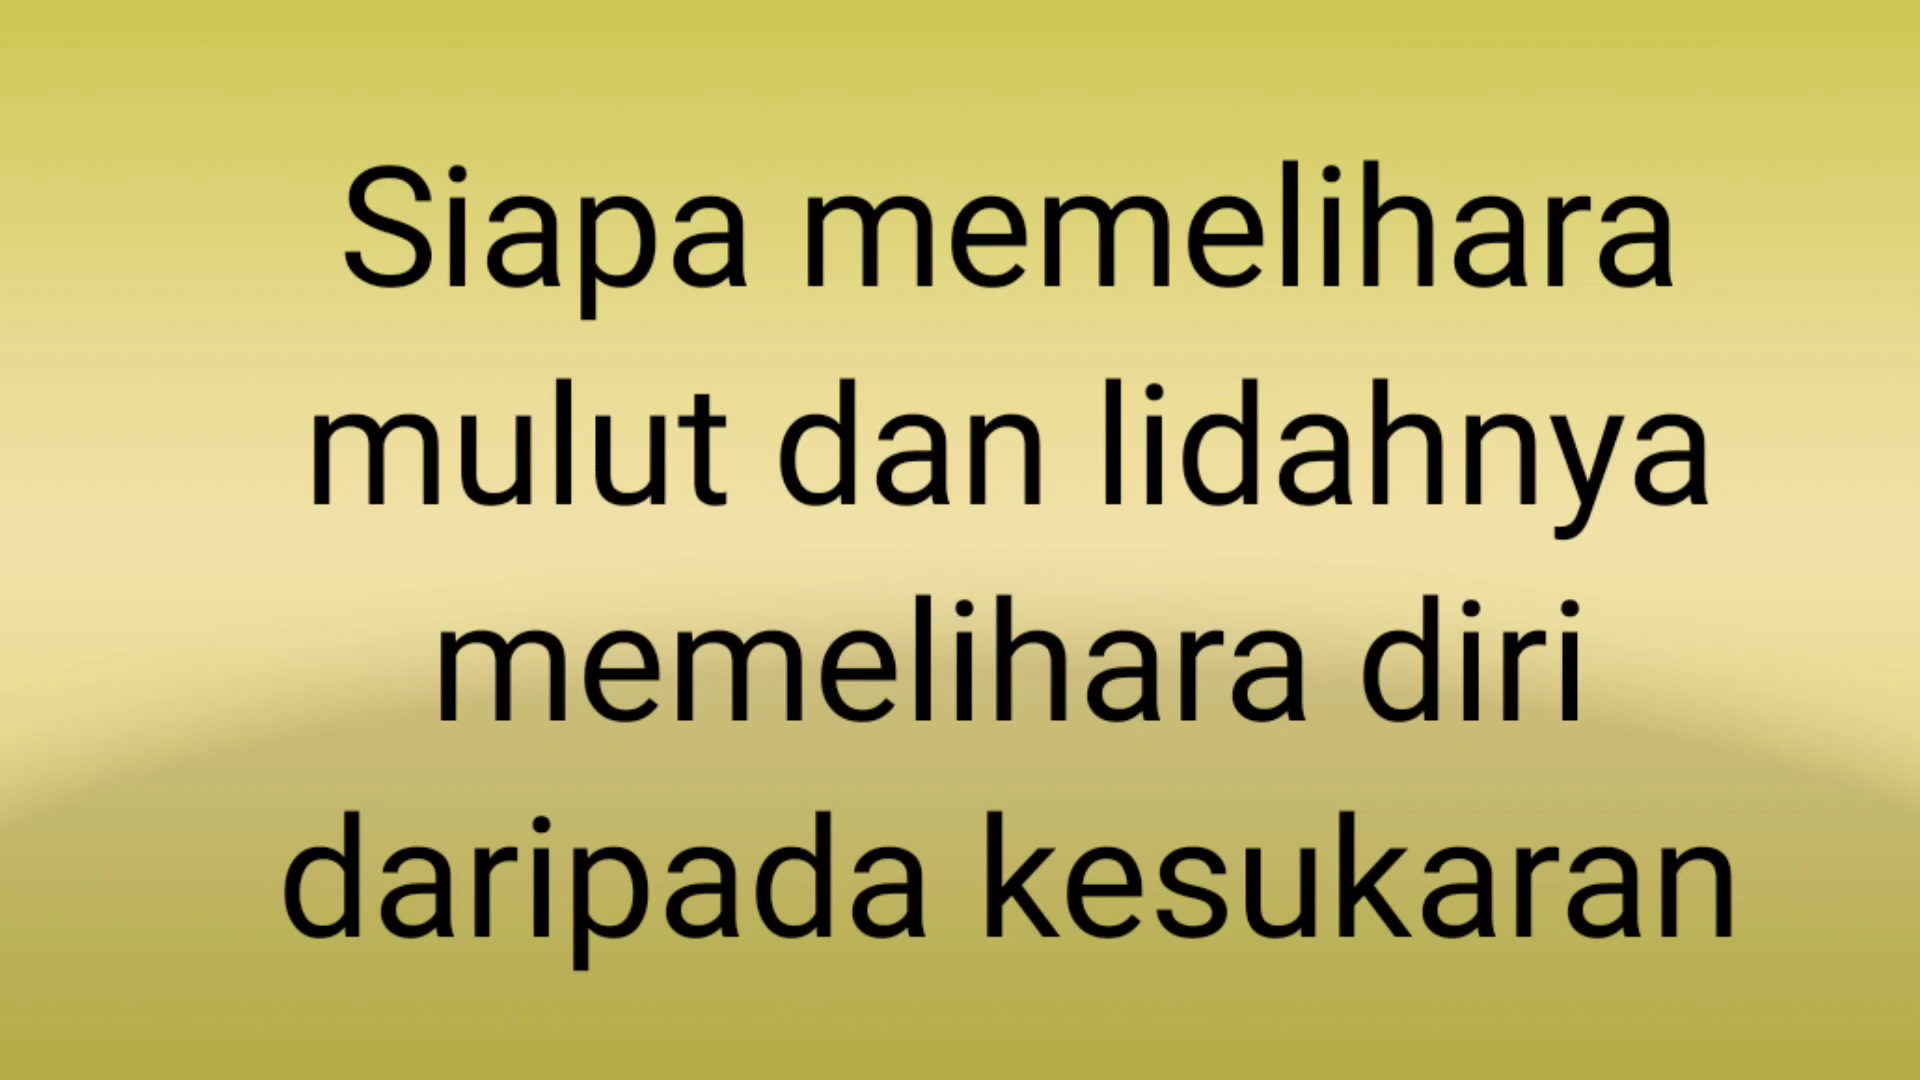 Siapa memelihara
mulut dan lidahnya
memelihara diri
daripada kesukaran